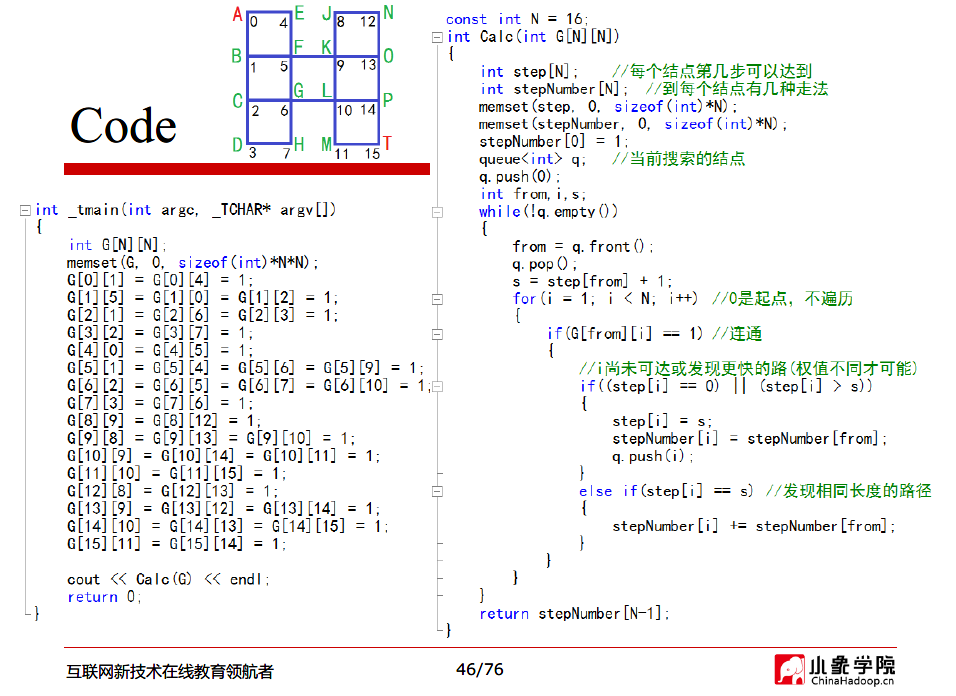 Code
A E J N
0 4 8 12
B F K O
1 5 9 13
C G L P
2 6 10 14
D H M T
3 7 11 15
int _tmain(int argc, _TCHAR* argv[])
{
int G[N][N];
memset(G, 0, sizeof(int)*N*N);
G[0][1] = G[0][4] = 1;
G[1][5] = G[1][0] = G[1][2] = 1;
G[2][1] = G[2][6] = G[2][3] = 1;
G[3][2] = G[3][7] = 1;
G[4][0] = G[4][5] = 1;
G[5][1] = G[5][4] = G[5][6] = G[5][9] = 1;
G[6][2] = G[6][5] = G[6][7] = G[6][10] = 1;
G[7][3] = G[7][6] = 1;
G[8][9] = G[8][12] = 1;
G[9][8] = G[9][13] = G[9][10] = 1;
G[10][9] = G[10][14] = G[10][11] = 1;
G[11][10] = G[11][15] = 1;
G[12][8] = G[12][13] = 1;
G[13][9] = G[13][12] = G[13][14] = 1;
G[14][10] = G[14][13] = G[14][15] = 1;
G[15][11] = G[15][14] = 1;
cout << Calc(G) << endl;
return 0;
}
const int N = 16;
int Calc(int G[N][N])
{
int step[N]; //每个结点第几步可以达到
int stepNumber[N]; //到每个结点有几种走法
memset(step, 0, sizeof(int)*N);
memset(stepNumber, 0, sizeof(int)*N);
stepNumber[0] = 1;
queue<int> q; //当前搜索的结点
q.push(0);
int from,i,s;
while(!q.empty())
{
from = q.front();
q.pop();
s = step[from] + 1;
for(i = 1; i < N; i++) //0是起点，不遍历
{
if(G[from][i] == 1) //连通
{
//i尚未可达或发现更快的路(权值不同才可能)
if((step[i] == 0) || (step[i] > s))
{
step[i] = s;
stepNumber[i] = stepNumber[from];
q.push(i);
}
else if(step[i] == s) //发现相同长度的路径
{
stepNumber[i] += stepNumber[from];
}
}
}
}
return stepNumber[N-1];
}
互联网新技术在线教育领航者
46/76
小象学院
ChinaHadoop.cn